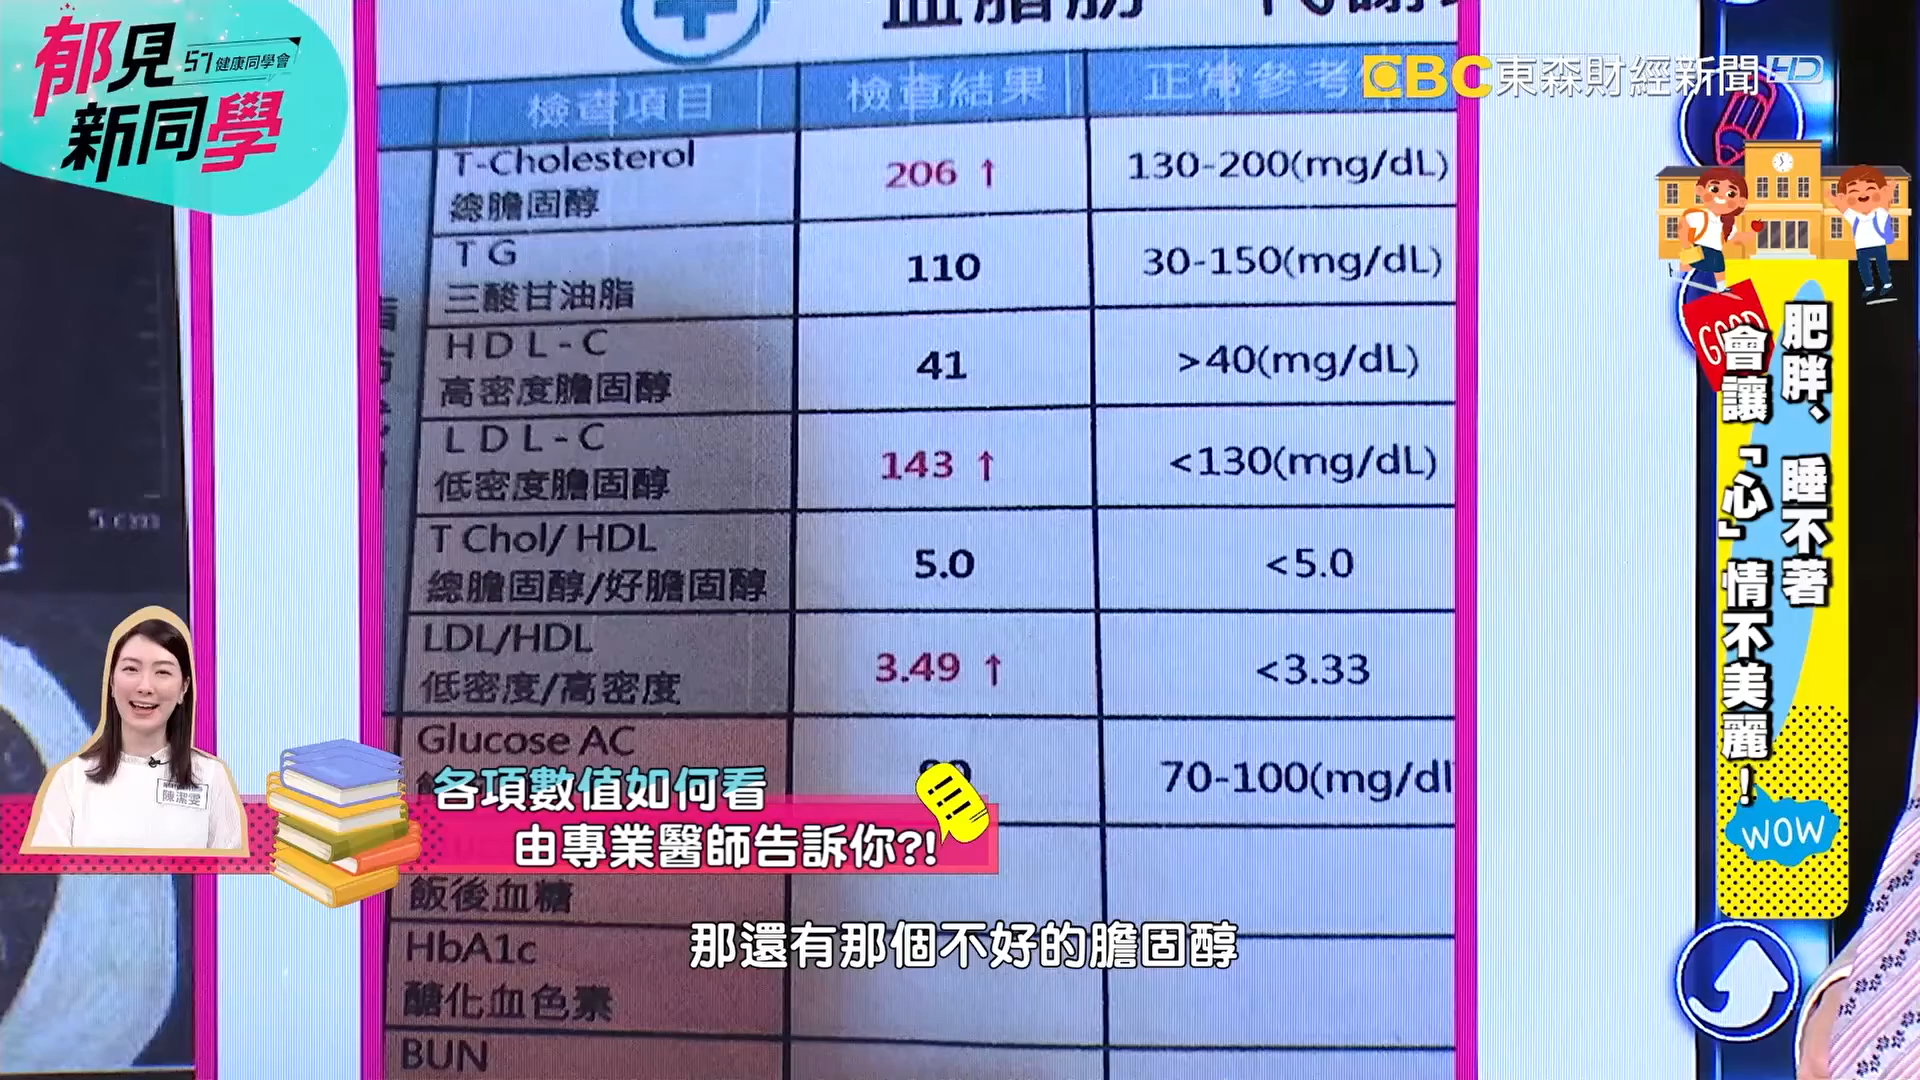 郁見
57健康同學會
新同學
EBC東森財經新聞HD
檢查項目 檢查結果 正常參考
T-Cholesterol
總膽固醇
206 ↑ 130-200(mg/dL)
TG
三酸甘油脂
110 30-150(mg/dL)
HDL-C
高密度膽固醇
41 >40(mg/dL)
LDL-C
低密度膽固醇
143 ↑ <130(mg/dL)
T Chol/ HDL
總膽固醇/好膽固醇
5.0 <5.0
LDL/HDL
低密度/高密度
3.49 ↑ <3.33
Glucose AC
70-100(mg/dl
飯後血糖
HbA1c
醣化血色素
BUN
5cm
陳潔雯
各項數值如何看
由專業醫師告訴你?!
那還有那個不好的膽固醇
GOOD
肥胖、睡不著
會讓「心」情不美麗!
WOW